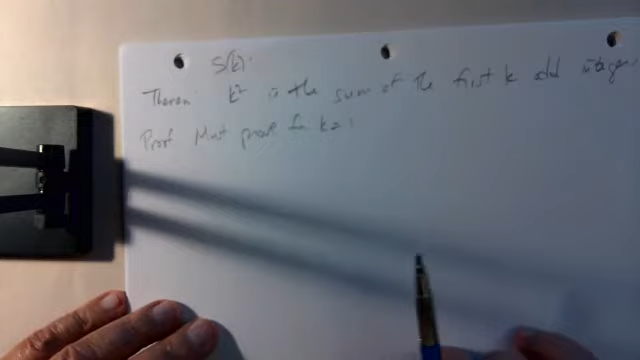 S(k).
Theorem k² is the sum of the first k odd integers
Proof Must prove for k=1